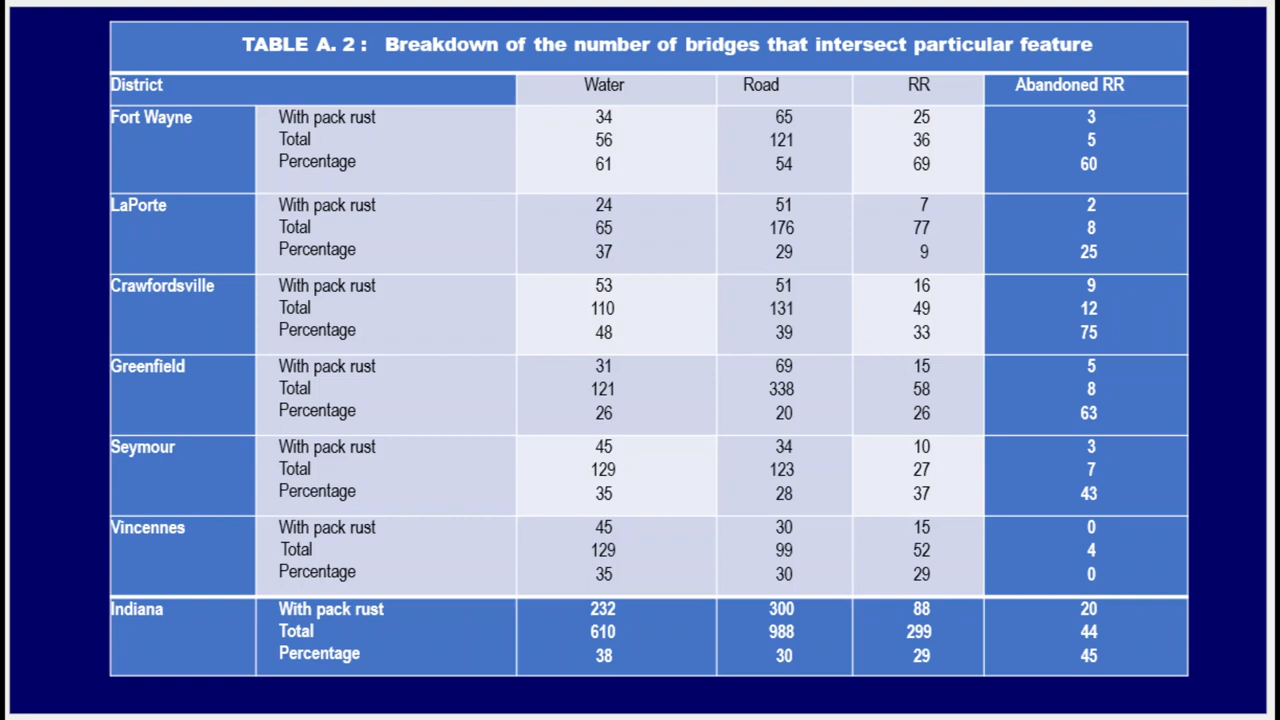 TABLE A. 2 : Breakdown of the number of bridges that intersect particular feature
District Water Road RR Abandoned RR
Fort Wayne With pack rust 34 65 25 3
Total 56 121 36 5
Percentage 61 54 69 60
LaPorte With pack rust 24 51 7 2
Total 65 176 77 8
Percentage 37 29 9 25
Crawfordsville With pack rust 53 51 16 9
Total 110 131 49 12
Percentage 48 39 33 75
Greenfield With pack rust 31 69 15 5
Total 121 338 58 8
Percentage 26 20 26 63
Seymour With pack rust 45 34 10 3
Total 129 123 27 7
Percentage 35 28 37 43
Vincennes With pack rust 45 30 15 0
Total 129 99 52 4
Percentage 35 30 29 0
Indiana With pack rust 232 300 88 20
Total 610 988 299 44
Percentage 38 30 29 45